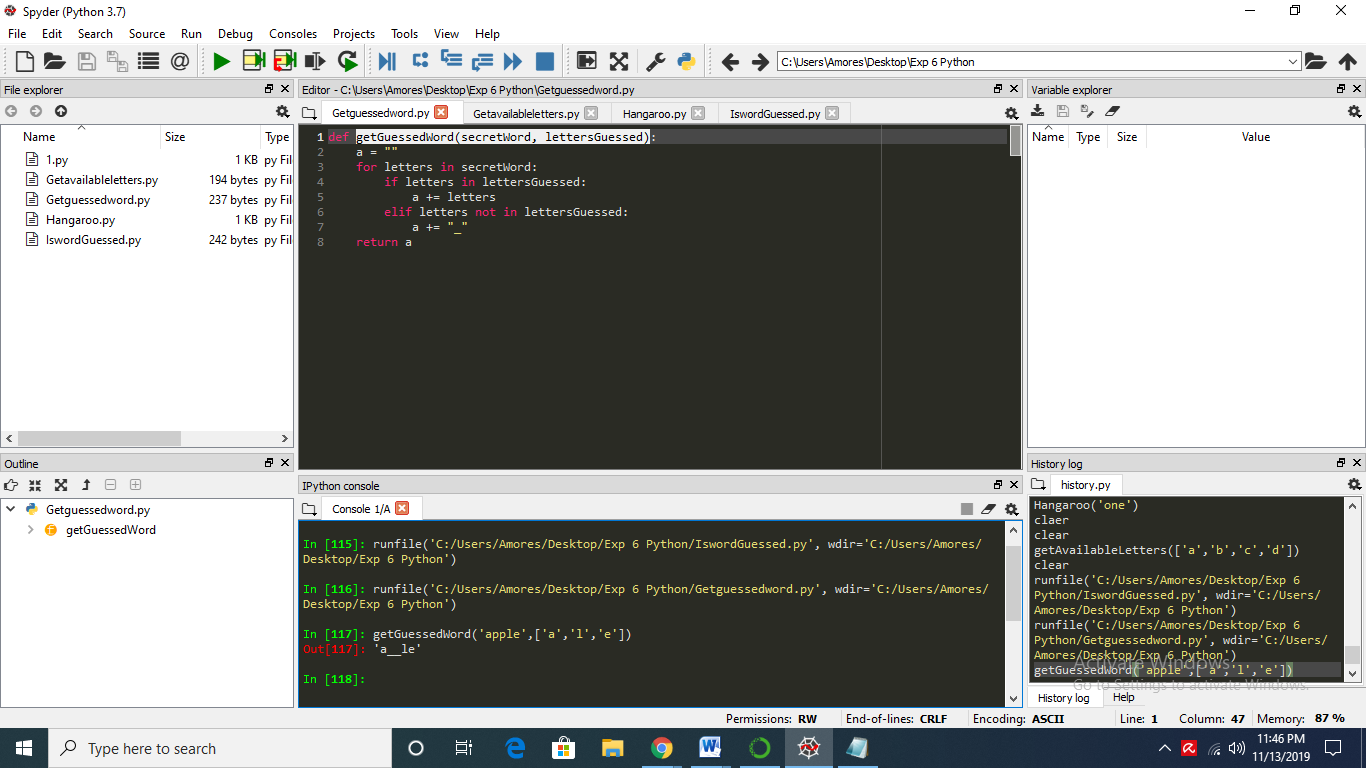 Spyder (Python 3.7)
File Edit Search Source Run Debug Consoles Projects Tools View Help
C:\Users\Amores\Desktop\Exp 6 Python
File explorer
Name Size Type
1.py 1 KB py Fil
Getavailableletters.py 194 bytes py Fil
Getguessedword.py 237 bytes py Fil
Hangaroo.py 1 KB py Fil
IswordGuessed.py 242 bytes py Fil
Outline
Getguessedword.py
getGuessedWord
Editor - C:\Users\Amores\Desktop\Exp 6 Python\Getguessedword.py
Getguessedword.py Getavailableletters.py Hangaroo.py IswordGuessed.py
1 def getGuessedWord(secretWord, lettersGuessed):
2     a = ""
3     for letters in secretWord:
4         if letters in lettersGuessed:
5             a += letters
6         elif letters not in lettersGuessed:
7             a += "_"
8     return a
IPython console
Console 1/A
In [115]: runfile('C:/Users/Amores/Desktop/Exp 6 Python/IswordGuessed.py', wdir='C:/Users/Amores/
Desktop/Exp 6 Python')
In [116]: runfile('C:/Users/Amores/Desktop/Exp 6 Python/Getguessedword.py', wdir='C:/Users/Amores/
Desktop/Exp 6 Python')
In [117]: getGuessedWord('apple',['a','l','e'])
Out[117]: 'a__le'
In [118]:
Variable explorer
Name Type Size Value
History log
history.py
Hangaroo('one')
claer
clear
getAvailableLetters(['a','b','c','d'])
clear
runfile('C:/Users/Amores/Desktop/Exp 6
Python/IswordGuessed.py', wdir='C:/Users/
Amores/Desktop/Exp 6 Python')
runfile('C:/Users/Amores/Desktop/Exp 6
Python/Getguessedword.py', wdir='C:/Users/
Amores/Desktop/Exp 6 Python')
getGuessedWord('apple',['a','l','e'])
Activate Windows
Go to Settings to activate Windows.
History log Help
Permissions: RW End-of-lines: CRLF Encoding: ASCII Line: 1 Column: 47 Memory: 87 %
Type here to search
11:46 PM
11/13/2019